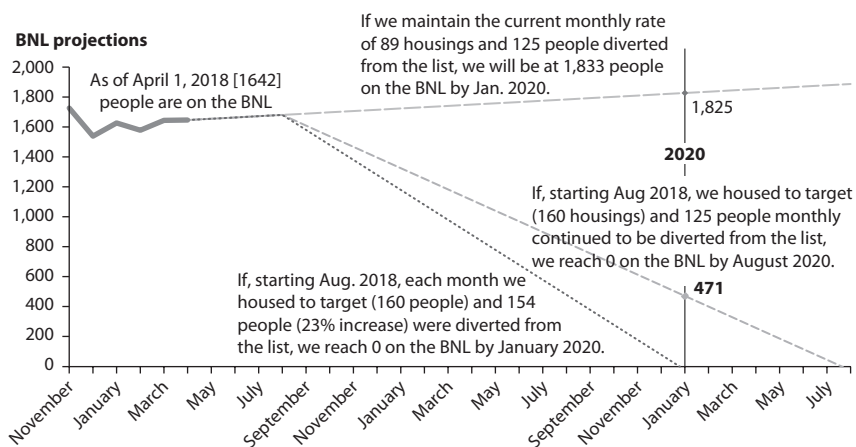 BNL projections
If we maintain the current monthly rate
of 89 housings and 125 people diverted
from the list, we will be at 1,833 people
on the BNL by Jan. 2020.
As of April 1, 2018 [1642]
people are on the BNL
2,000
1,800
1,600
1,400
1,200
1,000
800
600
400
200
0
1,825
2020
If, starting Aug 2018, we housed to target
(160 housings) and 125 people monthly
continued to be diverted from the list,
we reach 0 on the BNL by August 2020.
471
If, starting Aug. 2018, each month we
housed to target (160 people) and 154
people (23% increase) were diverted from
the list, we reach 0 on the BNL by January 2020.
November
January
March
May
July
September
November
January
March
May
July
September
November
January
March
May
July